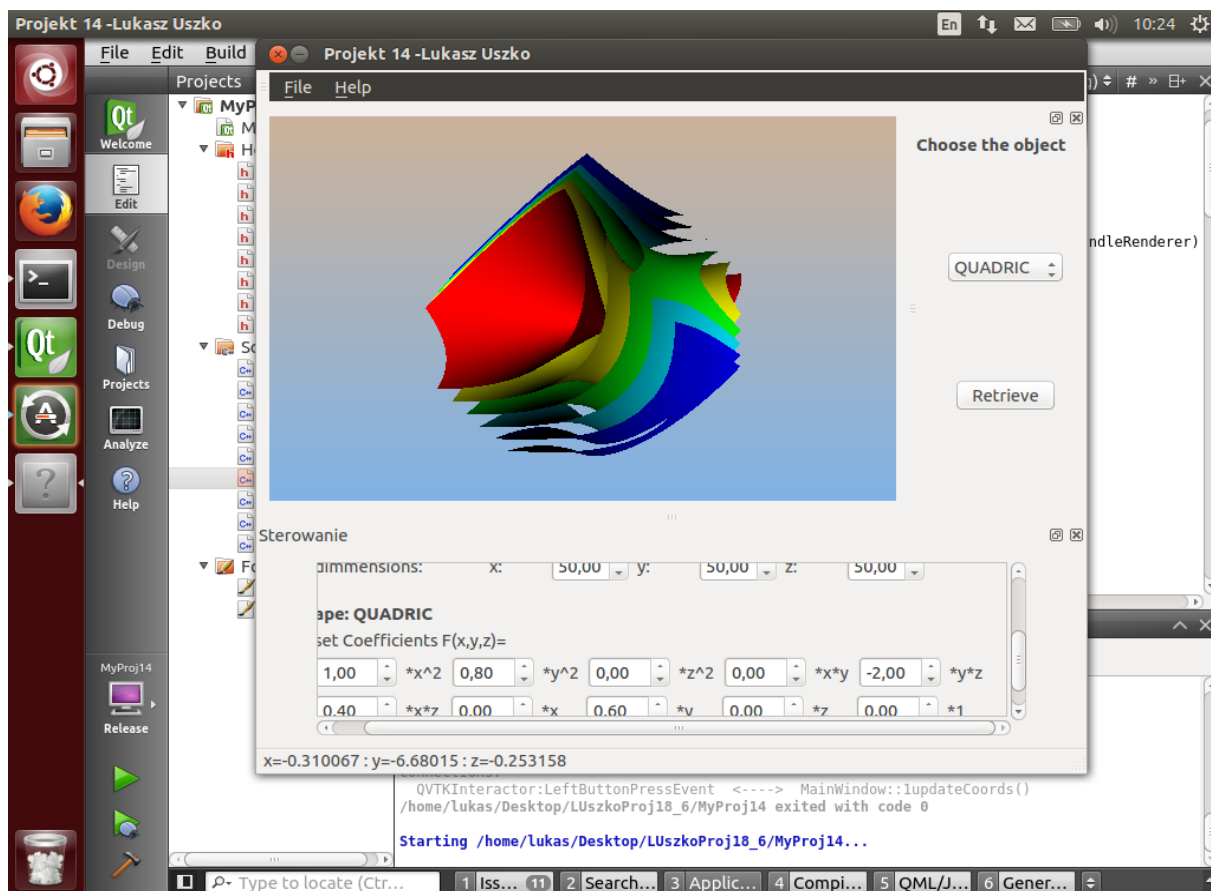 Projekt 14 -Lukasz Uszko
En
10:24
File Edit Build
Projekt 14 -Lukasz Uszko
Projects
File Help
#
Qt
Welcome
Edit
Design
Debug
Projects
Analyze
Help
MyProj14
Release
Choose the object
QUADRIC
Retrieve
ndleRenderer)
Sterowanie
dimmensions: x: 50,00 y: 50,00 z: 50,00
ape: QUADRIC
set Coefficients F(x,y,z)=
1,00 *x^2 0,80 *y^2 0,00 *z^2 0,00 *x*y -2,00 *y*z
0,40 *x*z 0,00 *x 0,60 *y 0,00 *z 0,00 *1
x=-0.310067 : y=-6.68015 : z=-0.253158
connections:
QVTKInteractor:LeftButtonPressEvent <----> MainWindow::1updateCoords()
/home/lukas/Desktop/LUszkoProj18_6/MyProj14 exited with code 0
Starting /home/lukas/Desktop/LUszkoProj18_6/MyProj14...
Type to locate (Ctr...
1 Iss... 11 2 Search... 3 Applic... 4 Compi... 5 QML/J... 6 Gener...